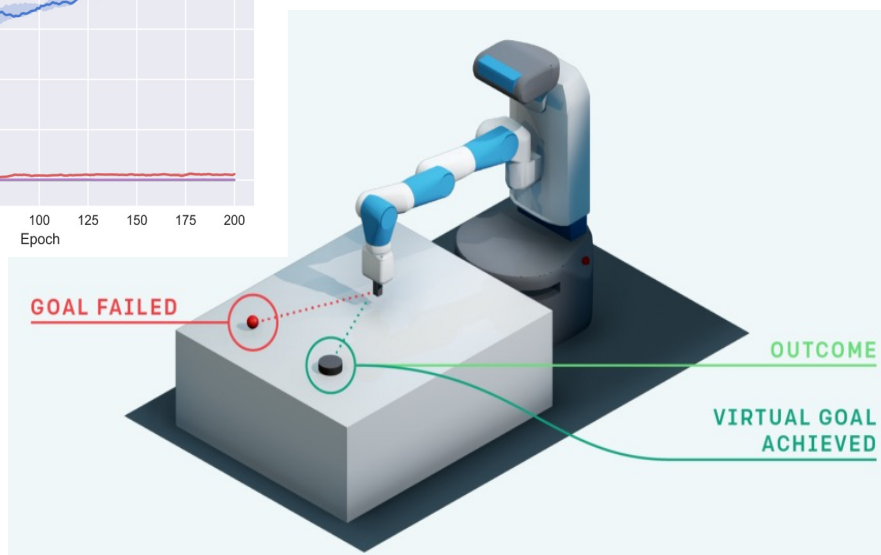 100 125 150 175 200
Epoch
GOAL FAILED
OUTCOME
VIRTUAL GOAL
ACHIEVED